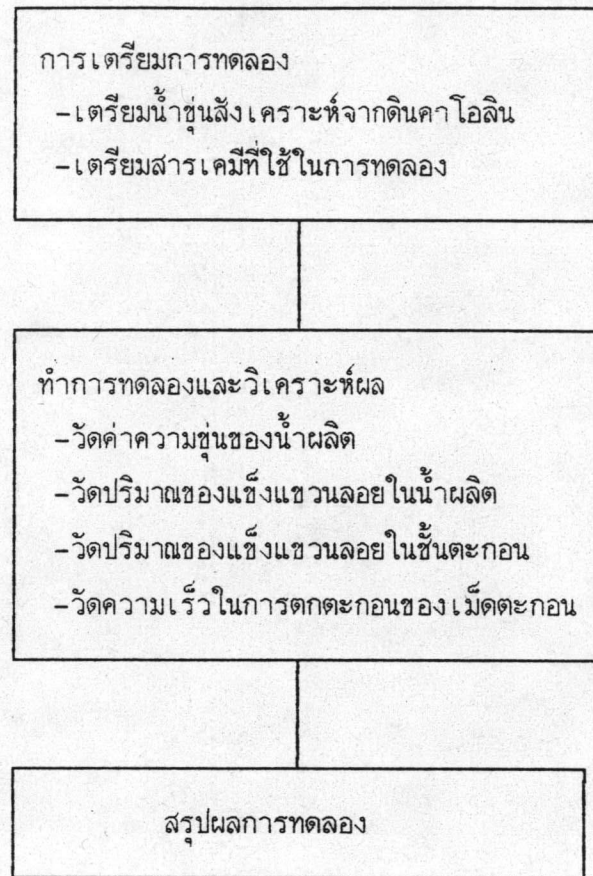 การเตรียมการทดลอง
-เตรียมน้ำขุ่นสังเคราะห์จากดินคาโอลิน
-เตรียมสารเคมีที่ใช้ในการทดลอง
ทำการทดลองและวิเคราะห์ผล
-วัดค่าความขุ่นของน้ำผลิต
-วัดปริมาณของแข็งแขวนลอยในน้ำผลิต
-วัดปริมาณของแข็งแขวนลอยในชั้นตะกอน
-วัดความเร็วในการตกตะกอนของเม็ดตะกอน
สรุปผลการทดลอง